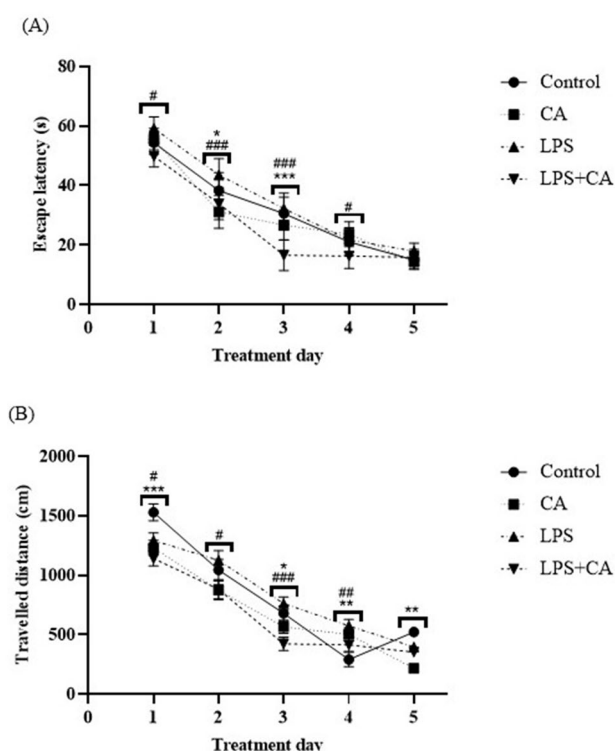 (A)
80
60
40
20
0
Escape latency (s)
#
*
###
###
***
#
0 1 2 3 4 5
Treatment day
Control
CA
LPS
LPS+CA
(B)
2000
1500
1000
500
0
Travelled distance (cm)
#
***
#
*
###
##
**
**
0 1 2 3 4 5
Treatment day
Control
CA
LPS
LPS+CA